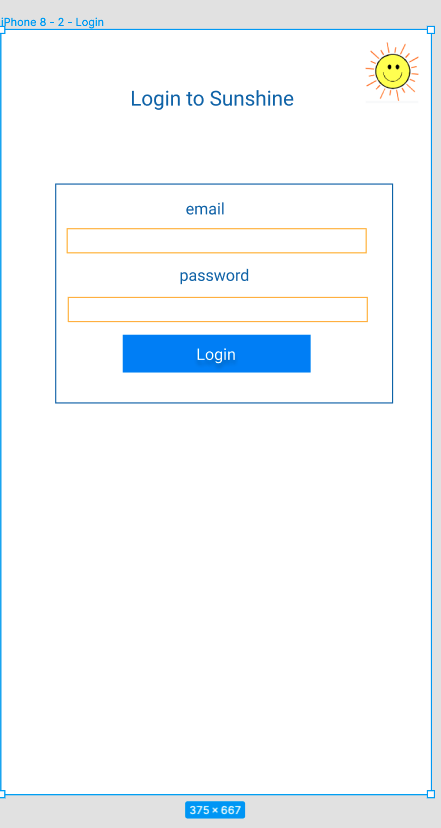 iPhone 8 - 2 - Login
Login to Sunshine
email
password
Login
375 × 667